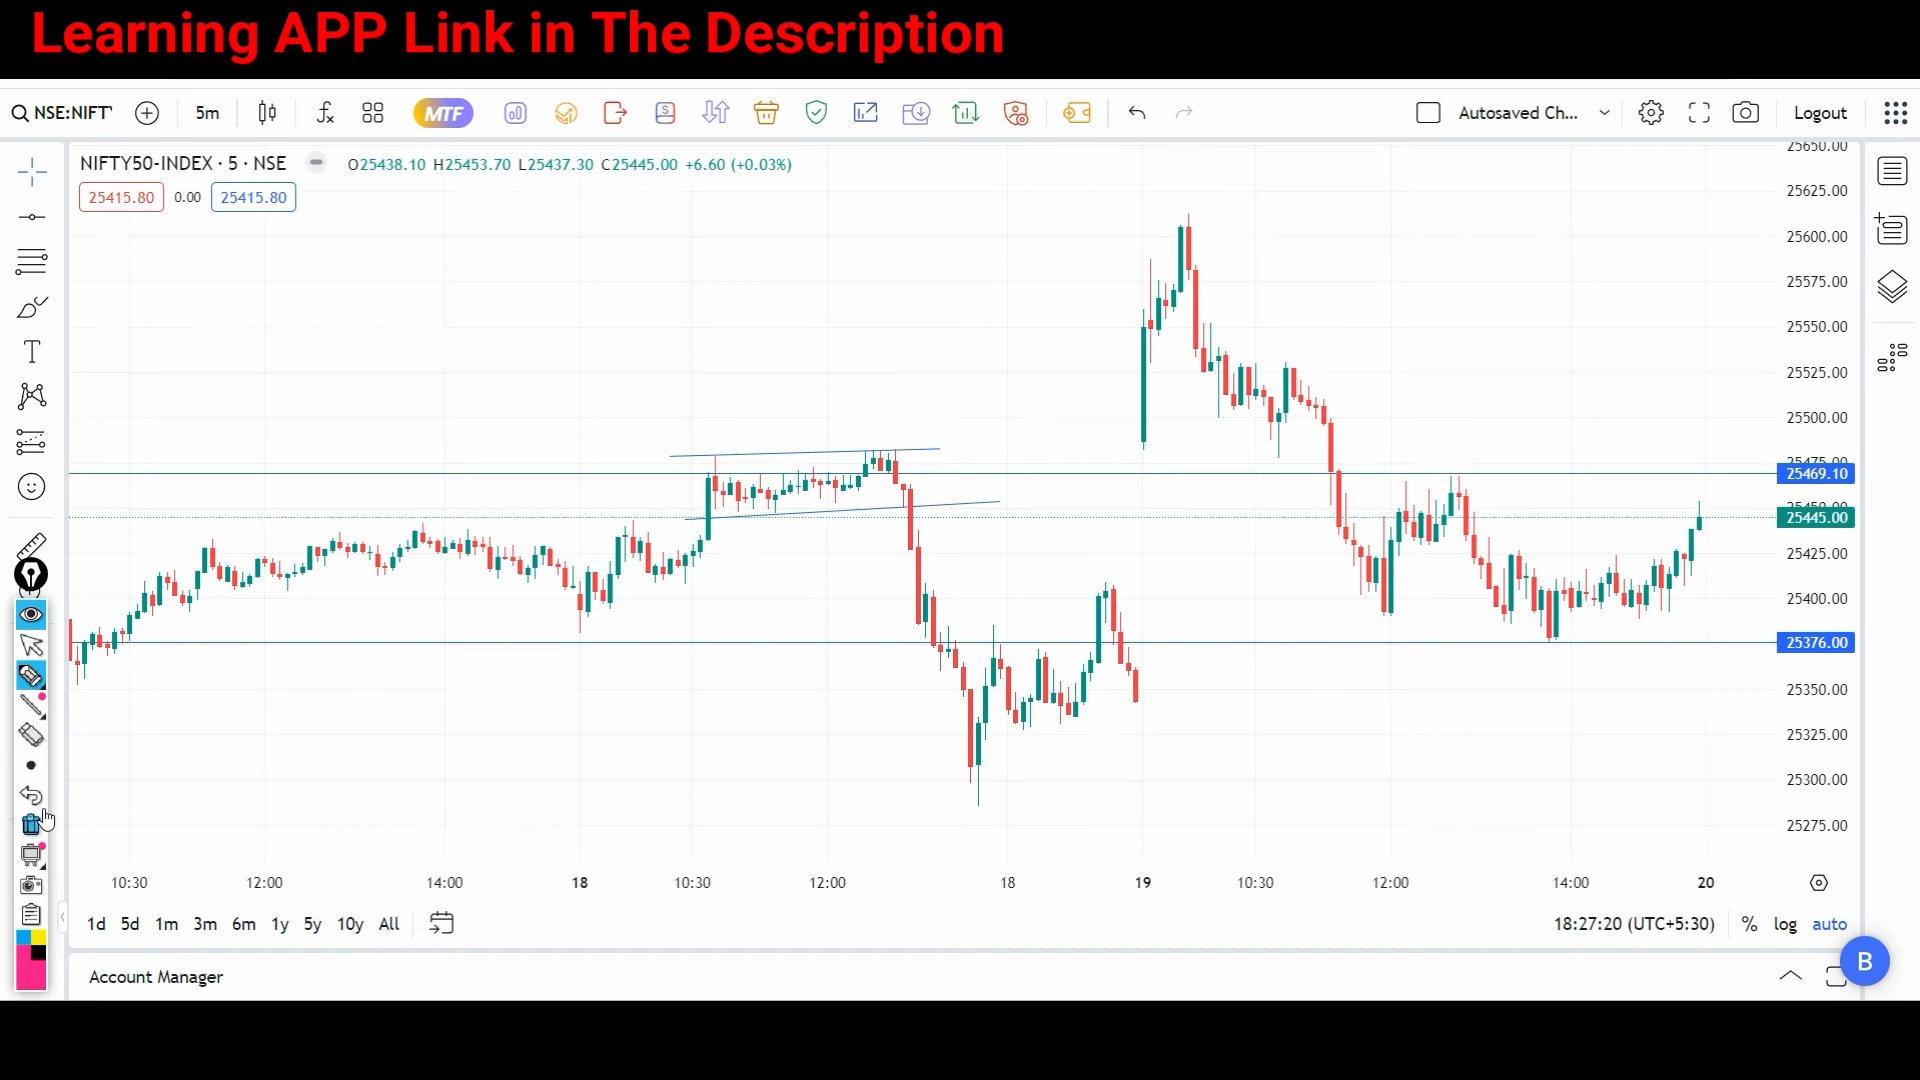 Learning APP Link in The Description
NSE:NIFTY 5m MTF Autosaved Ch... Logout
NIFTY50-INDEX · 5 · NSE O25438.10 H25453.70 L25437.30 C25445.00 +6.60 (+0.03%)
25415.80 0.00 25415.80
25650.00
25625.00
25600.00
25575.00
25550.00
25525.00
25500.00
25475.00
25469.10
25450.00
25445.00
25425.00
25400.00
25376.00
25350.00
25325.00
25300.00
25275.00
10:30 12:00 14:00 18 10:30 12:00 18 19 10:30 12:00 14:00 20
1d 5d 1m 3m 6m 1y 5y 10y All 18:27:20 (UTC+5:30) % log auto
B
Account Manager